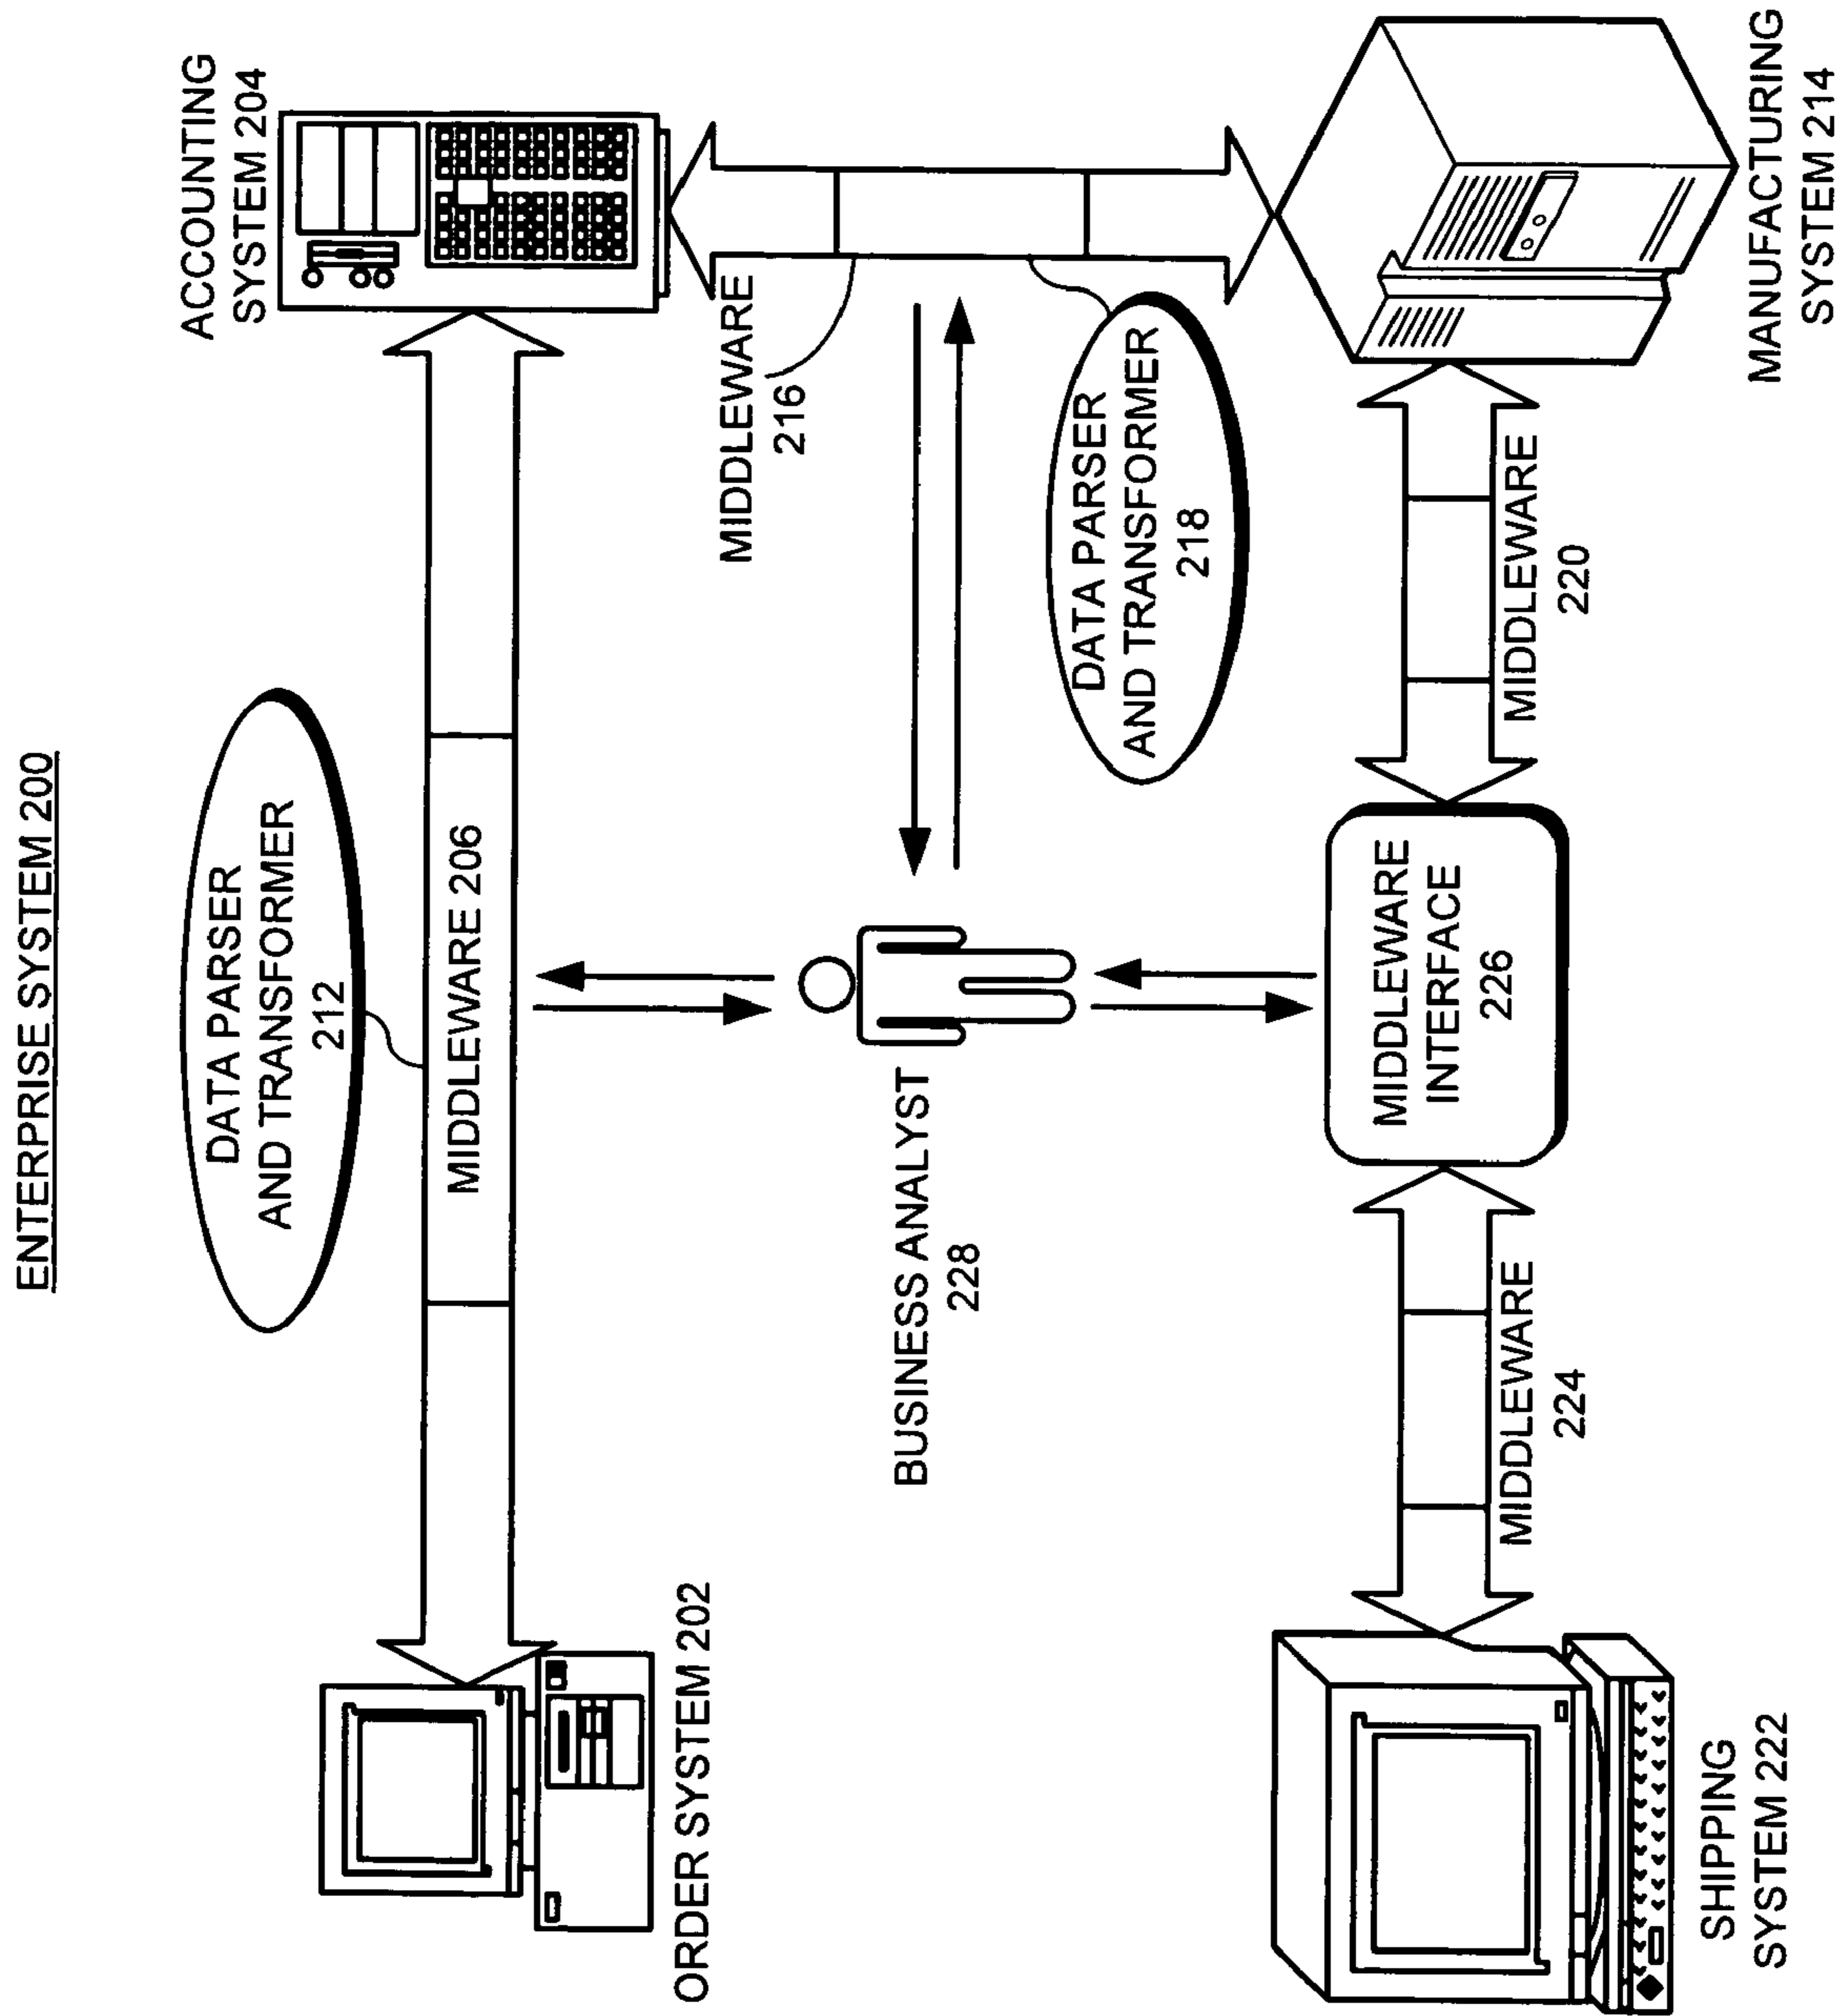 ENTERPRISE SYSTEM 200
DATA PARSER
AND TRANSFORMER
212
ACCOUNTING
SYSTEM 204
MIDDLEWARE 206
ORDER SYSTEM 202
MIDDLEWARE
216
BUSINESS ANALYST
228
DATA PARSER
AND TRANSFORMER
218
MIDDLEWARE
INTERFACE
226
MIDDLEWARE
224
MIDDLEWARE
220
SHIPPING
SYSTEM 222
MANUFACTURING
SYSTEM 214